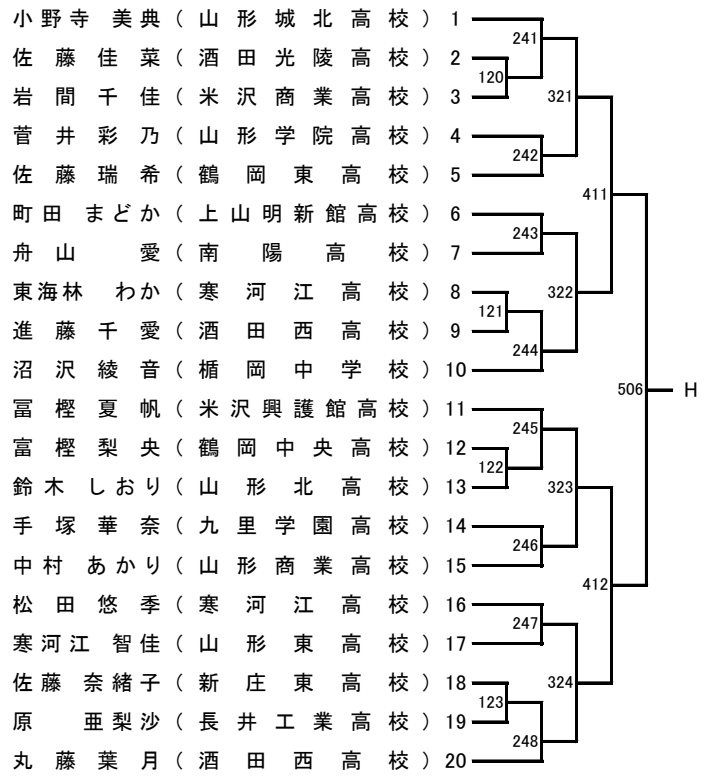 小野寺 美典 ( 山形城北高校 ) 1
241
佐藤佳菜 ( 酒田光陵高校 ) 2
120
岩間千佳 ( 米沢商業高校 ) 3
321
菅井彩乃 ( 山形学院高校 ) 4
242
佐藤瑞希 ( 鶴岡東高校 ) 5
411
町田 まどか ( 上山明新館高校 ) 6
243
舟山 愛 ( 南陽高校 ) 7
東海林 わか ( 寒河江高校 ) 8
322
121
進藤千愛 ( 酒田西高校 ) 9
244
沼沢綾音 ( 楯岡中学校 ) 10
506 H
冨樫夏帆 ( 米沢興護館高校 ) 11
245
富樫梨央 ( 鶴岡中央高校 ) 12
122
鈴木 しおり ( 山形北高校 ) 13
323
手塚華奈 ( 九里学園高校 ) 14
246
中村 あかり ( 山形商業高校 ) 15
412
松田悠季 ( 寒河江高校 ) 16
247
寒河江 智佳 ( 山形東高校 ) 17
佐藤 奈緒子 ( 新庄東高校 ) 18
324
123
原 亜梨沙 ( 長井工業高校 ) 19
248
丸藤葉月 ( 酒田西高校 ) 20